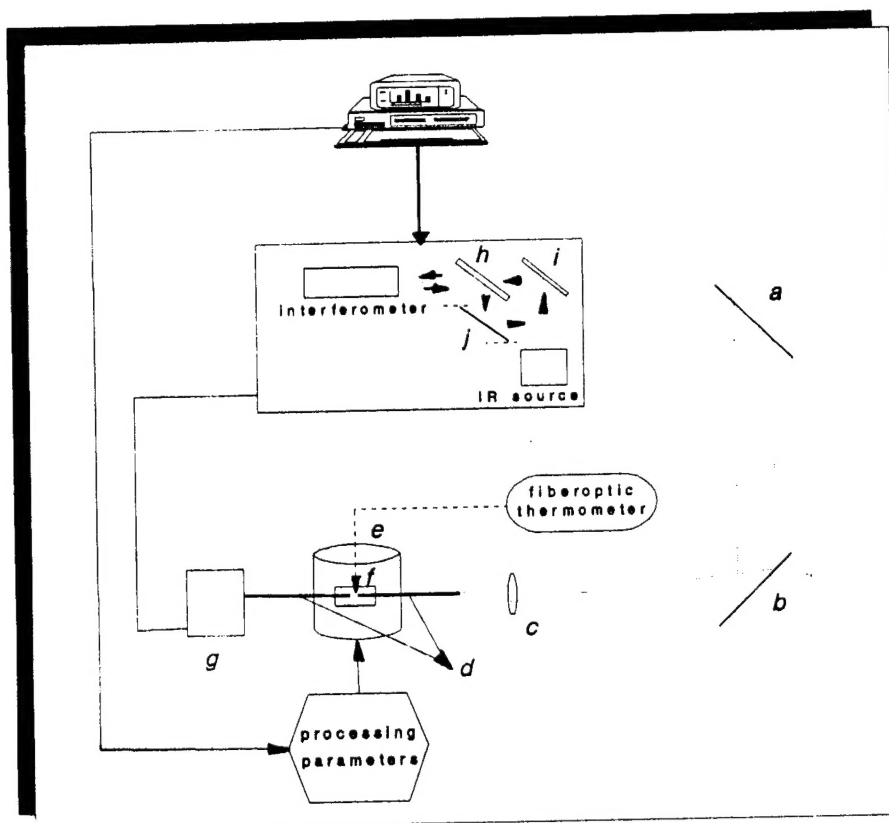 h
i
a
interferometer
j
IR source
fiberoptic
thermometer
e
f
c
b
g
d
processing
parameters